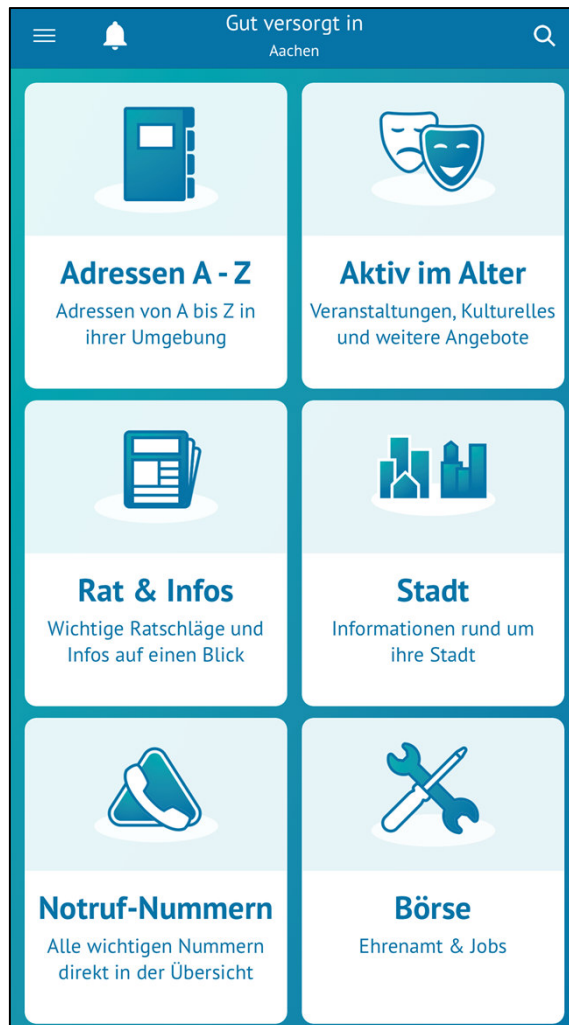 Gut versorgt in
Aachen
Adressen A - Z
Adressen von A bis Z in
ihrer Umgebung
Aktiv im Alter
Veranstaltungen, Kulturelles
und weitere Angebote
Rat & Infos
Wichtige Ratschläge und
Infos auf einen Blick
Stadt
Informationen rund um
ihre Stadt
Notruf-Nummern
Alle wichtigen Nummern
direkt in der Übersicht
Börse
Ehrenamt & Jobs